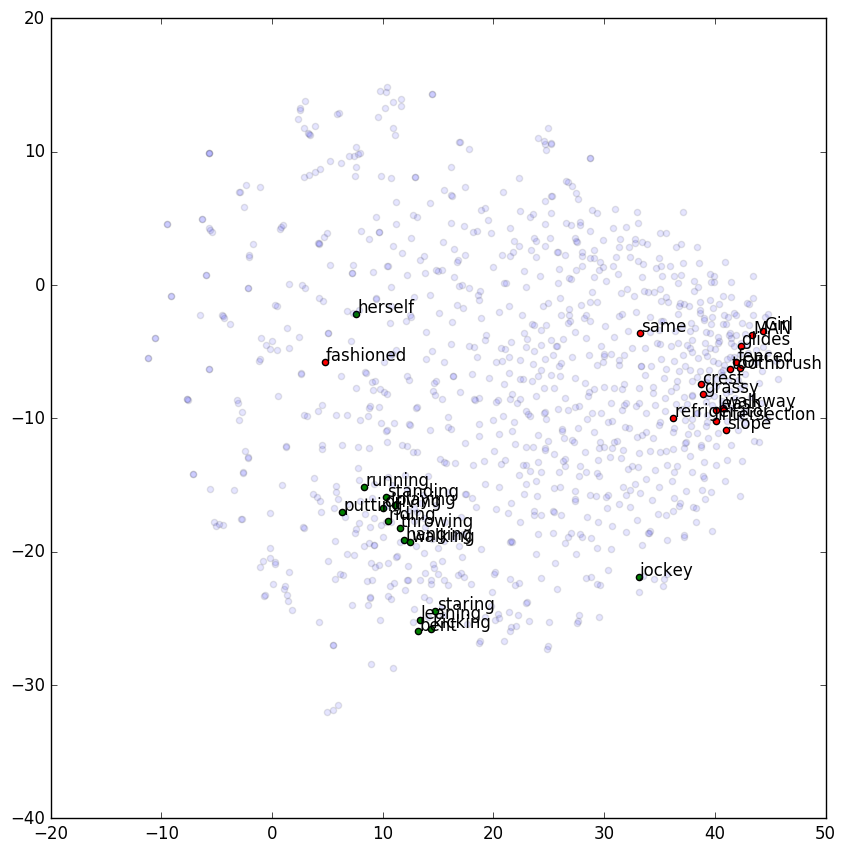 20
10
0
−10
−20
−30
−40
herself
Girl
MAN
same
glides
fashioned
fenced
toothbrush
crest
grassy
walkway
refrigerator
intersection
slope
running
standing
playing
putting
riding
throwing
hanging
walking
jockey
staring
leaning
kicking
bent
−20
−10
0
10
20
30
40
50